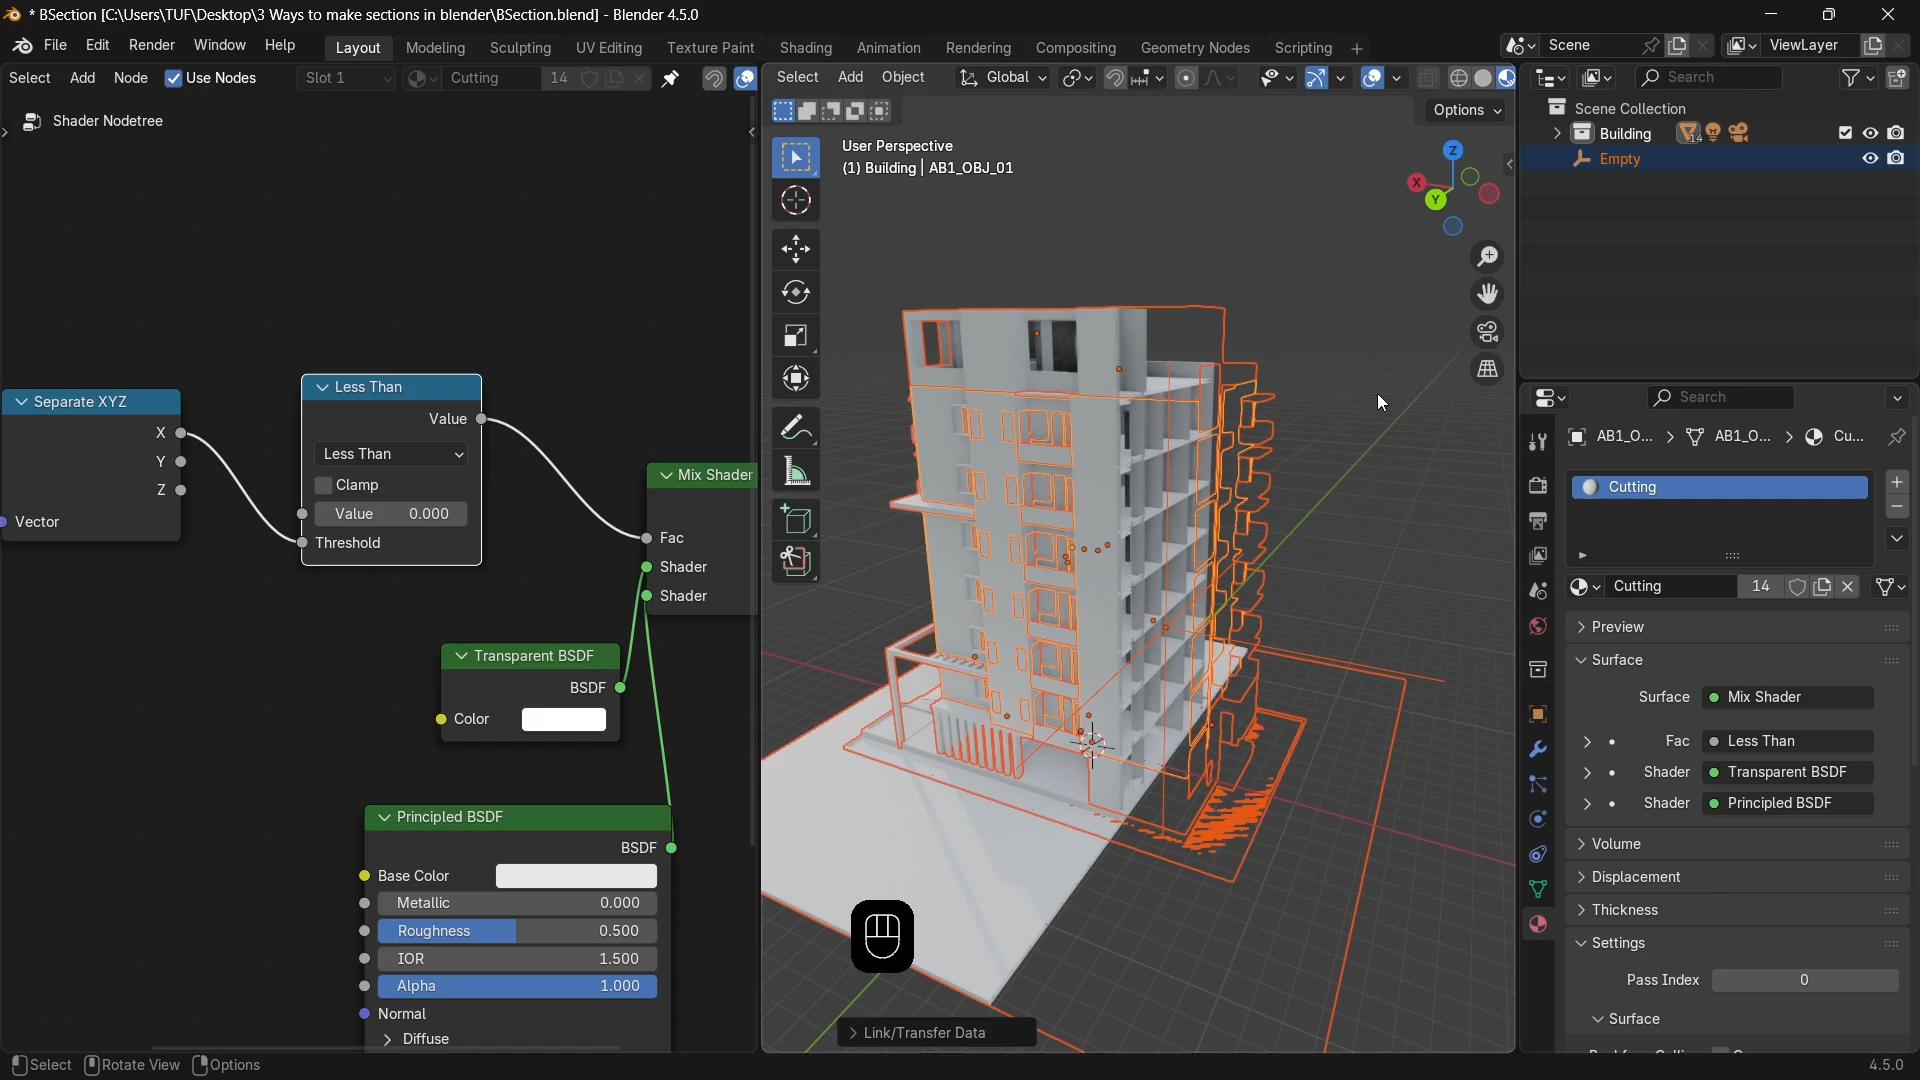 * BSection [C:\Users\TUF\Desktop\3 Ways to make sections in blender\BSection.blend] - Blender 4.5.0
File Edit Render Window Help Layout Modeling Sculpting UV Editing Texture Paint Shading Animation Rendering Compositing Geometry Nodes Scripting + Scene ViewLayer
Select Add Node Use Nodes Slot 1 Cutting 14
Select Add Object Global
Options
Shader Nodetree
User Perspective
(1) Building | AB1_OBJ_01
Z
X
Y
Separate XYZ
X
Y
Z
Vector
Less Than
Value
Less Than
Clamp
Value 0.000
Threshold
Mix Shader
Fac
Shader
Shader
Transparent BSDF
BSDF
Color
Principled BSDF
BSDF
Base Color
Metallic 0.000
Roughness 0.500
IOR 1.500
Alpha 1.000
Normal
Diffuse
Link/Transfer Data
Search
Scene Collection
Building 14
Empty
Search
AB1_O... AB1_O... Cu...
Cutting
Cutting 14
Preview
Surface
Surface Mix Shader
Fac Less Than
Shader Transparent BSDF
Shader Principled BSDF
Volume
Displacement
Thickness
Settings
Pass Index 0
Surface
Select Rotate View Options
4.5.0